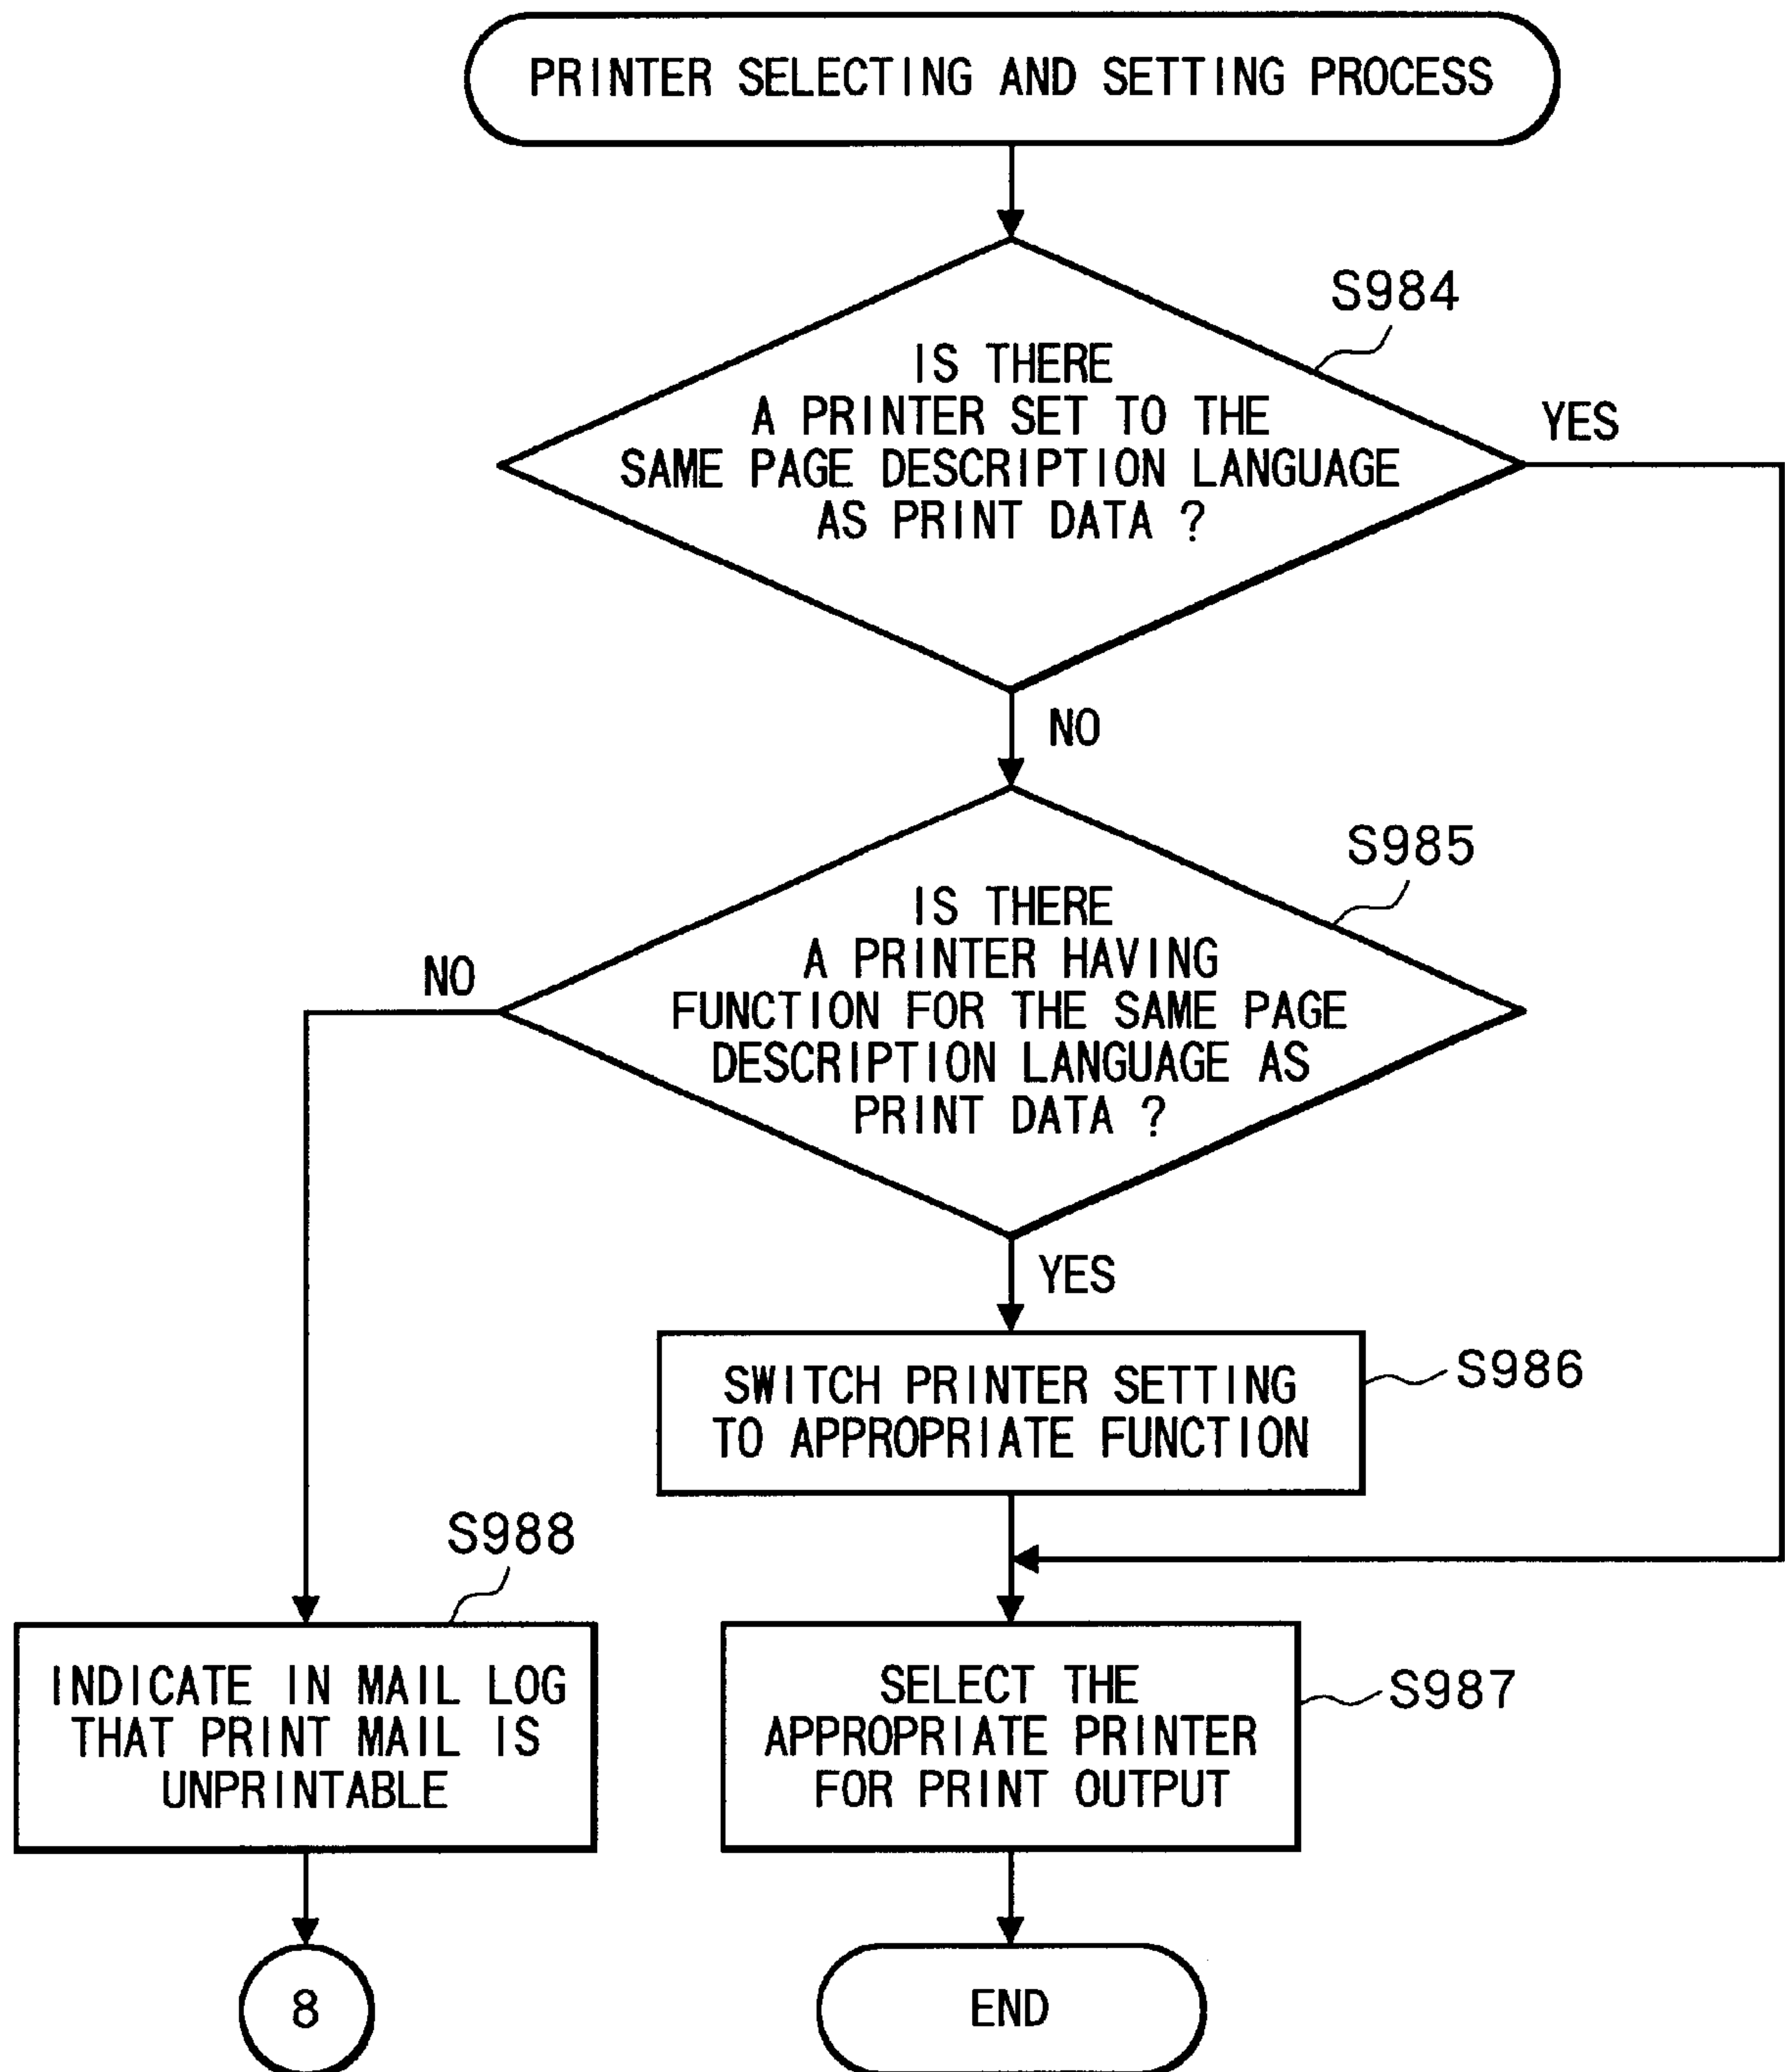 PRINTER SELECTING AND SETTING PROCESS
S984
IS THERE
A PRINTER SET TO THE
SAME PAGE DESCRIPTION LANGUAGE
AS PRINT DATA ?
YES
NO
S985
IS THERE
A PRINTER HAVING
FUNCTION FOR THE SAME PAGE
DESCRIPTION LANGUAGE AS
PRINT DATA ?
NO
YES
SWITCH PRINTER SETTING
TO APPROPRIATE FUNCTION
S986
S988
INDICATE IN MAIL LOG
THAT PRINT MAIL IS
UNPRINTABLE
SELECT THE
APPROPRIATE PRINTER
FOR PRINT OUTPUT
S987
8
END